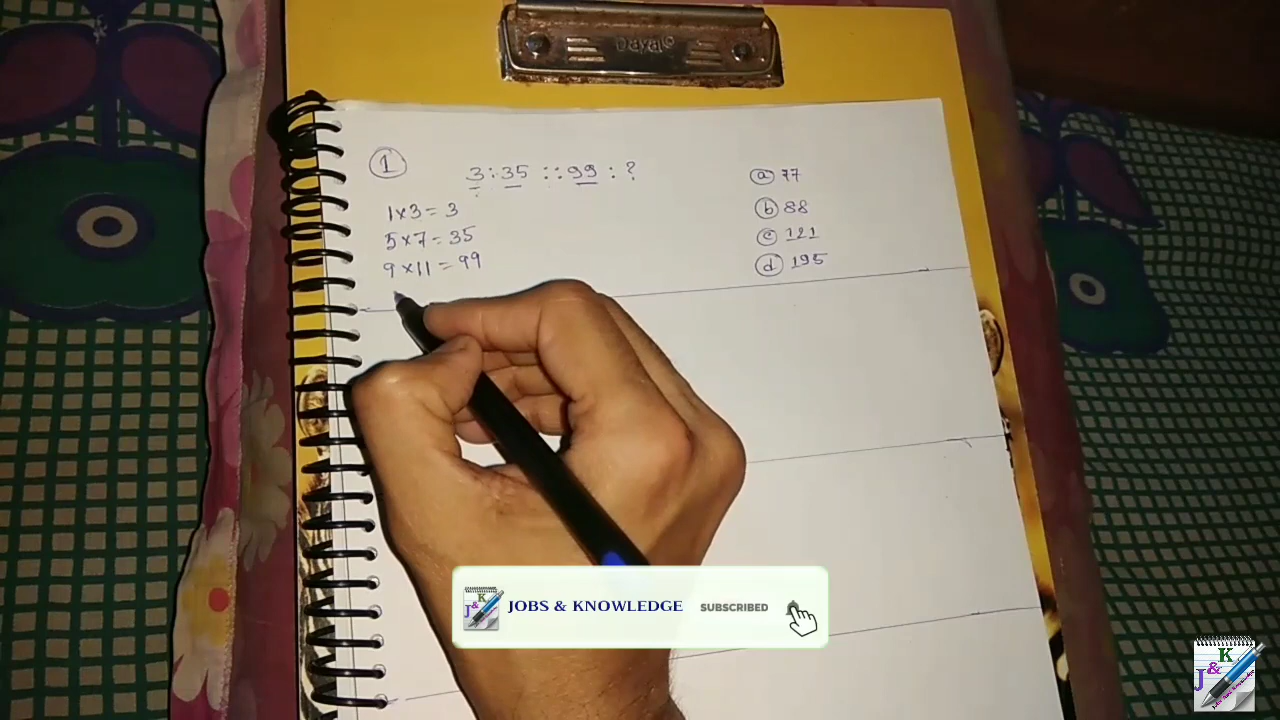 Dayal
1
3 : 35 :: 99 : ?
1×3 = 3
5×7 = 35
9×11 = 99
a 77
b 88
c 121
d 195
J&K JOBS & KNOWLEDGE SUBSCRIBED
J&K